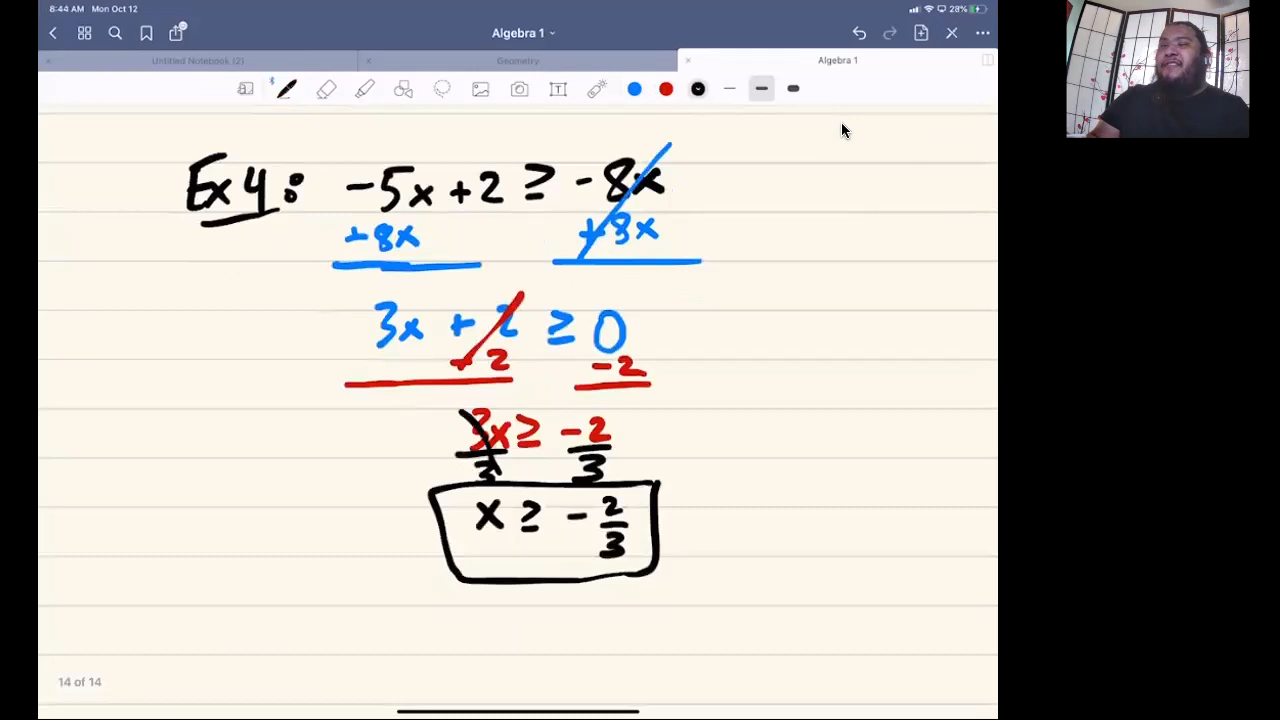 8:44 AM Mon Oct 12
28%
Algebra 1
Untitled Notebook (2)
Geometry
Algebra 1
Ex 4: -5x + 2 ≥ -8x
+8x +8x
3x + 2 ≥ 0
-2 -2
3x ≥ -2
3 3
x ≥ - 2/3
14 of 14